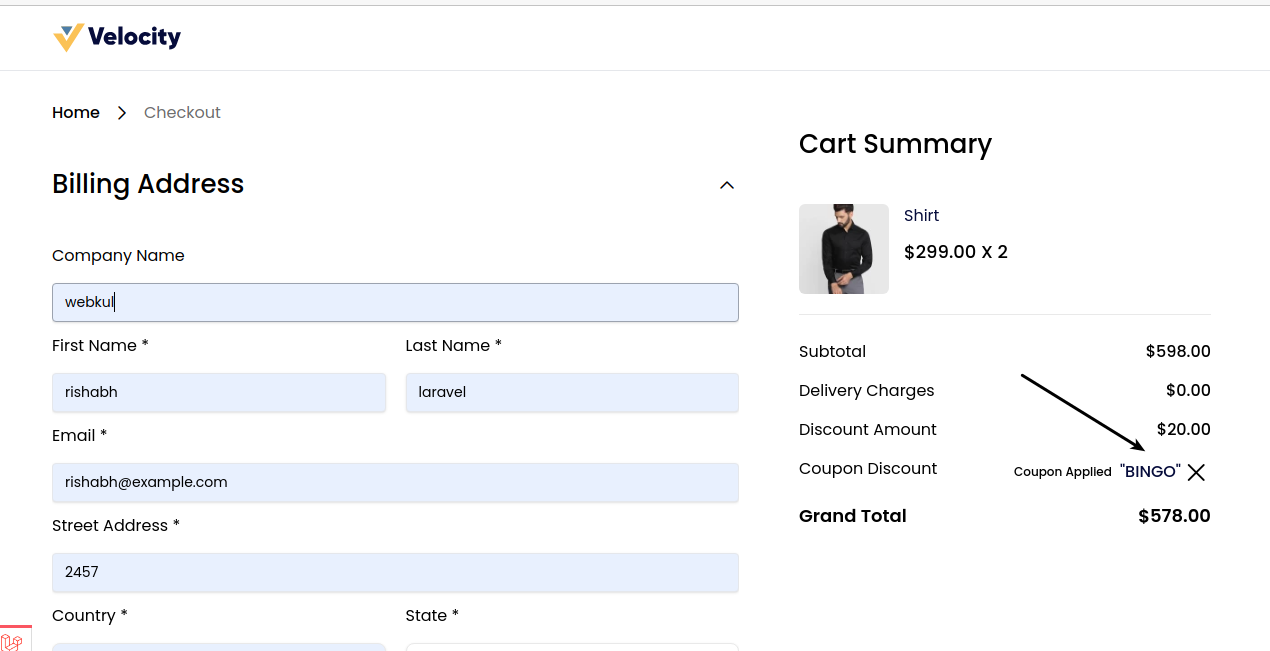 Velocity
Home > Checkout
Billing Address
Company Name
webkul
First Name * Last Name *
rishabh laravel
Email *
rishabh@example.com
Street Address *
2457
Country * State *
Cart Summary
Shirt
$299.00 X 2
Subtotal $598.00
Delivery Charges $0.00
Discount Amount $20.00
Coupon Discount Coupon Applied "BINGO"
Grand Total $578.00